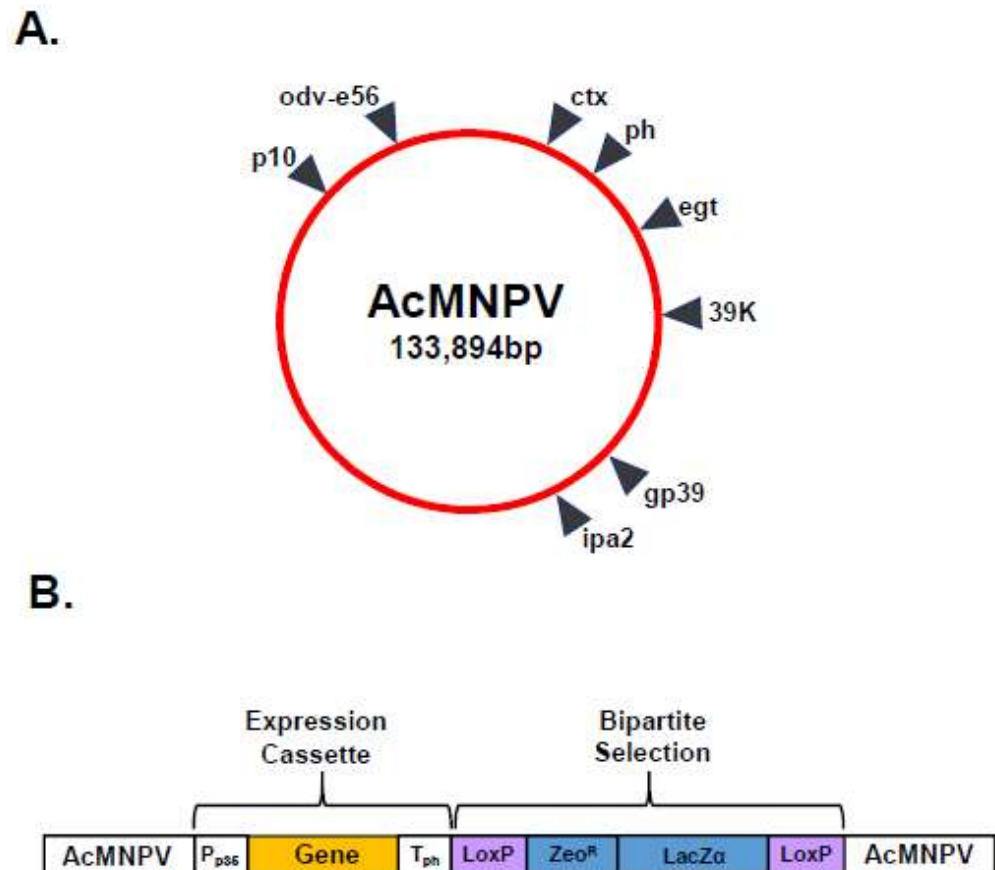 A.
odv-e56
ctx
p10
ph
egt
AcMNPV
133,894bp
39K
gp39
ipa2
B.
Expression
Cassette
Bipartite
Selection
AcMNPV Pp35 Gene Tph LoxP Zeoᴿ LacZα LoxP AcMNPV